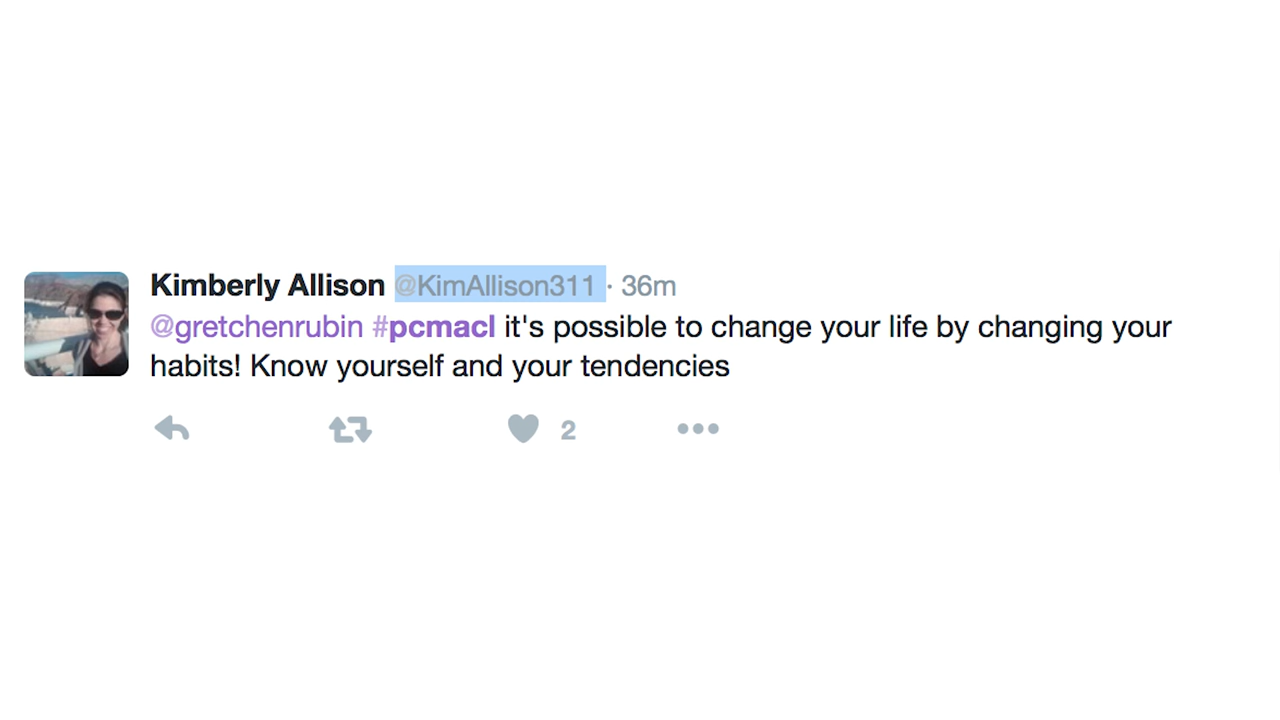 Kimberly Allison @KimAllison311 · 36m
@gretchenrubin #pcmacl it's possible to change your life by changing your
habits! Know yourself and your tendencies
2